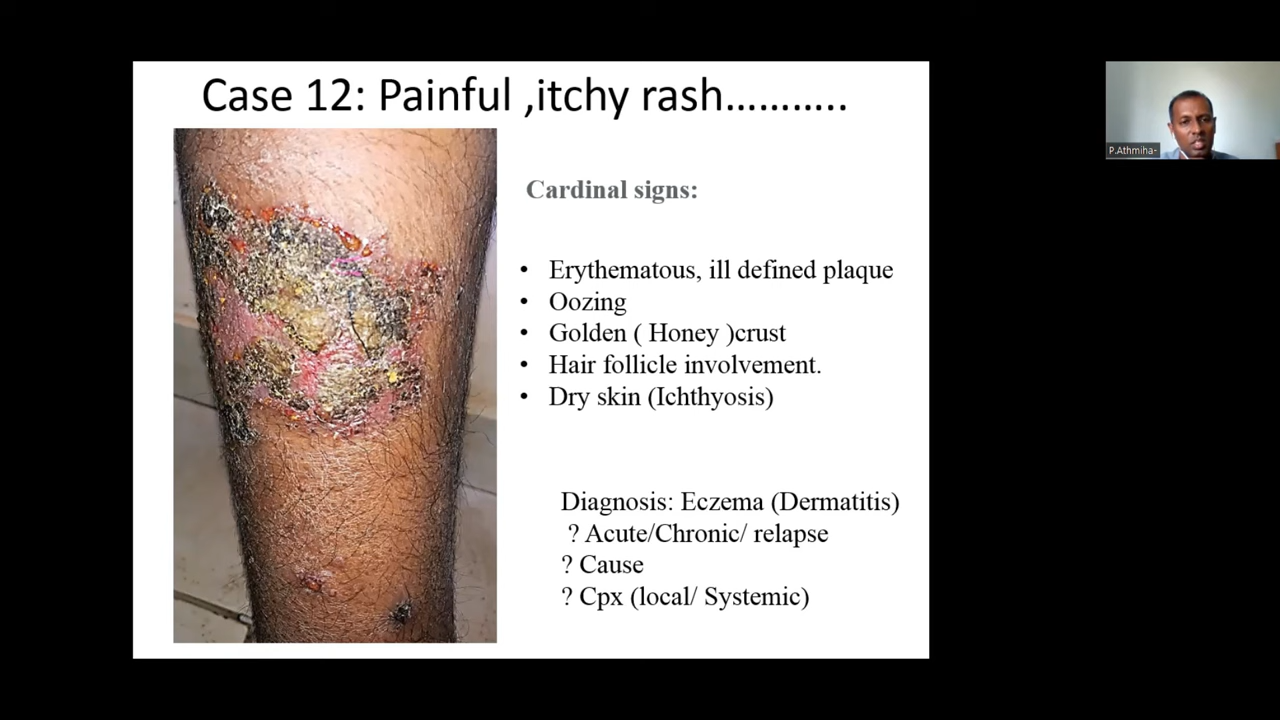 Case 12: Painful ,itchy rash………..
P.Athmiha-
Cardinal signs:
• Erythematous, ill defined plaque
• Oozing
• Golden ( Honey )crust
• Hair follicle involvement.
• Dry skin (Ichthyosis)
Diagnosis: Eczema (Dermatitis)
? Acute/Chronic/ relapse
? Cause
? Cpx (local/ Systemic)